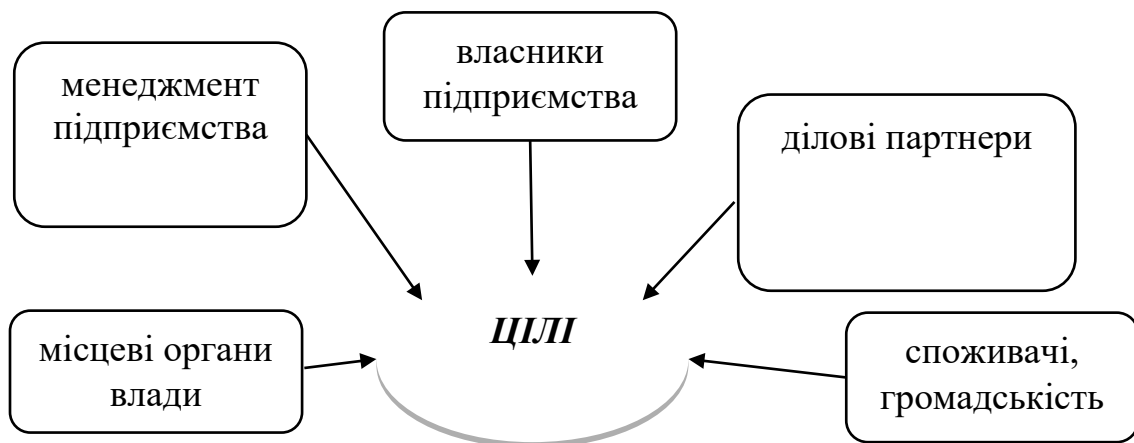 менеджмент
підприємства
власники
підприємства
ділові партнери
ЦІЛІ
місцеві органи
влади
споживачі,
громадськість